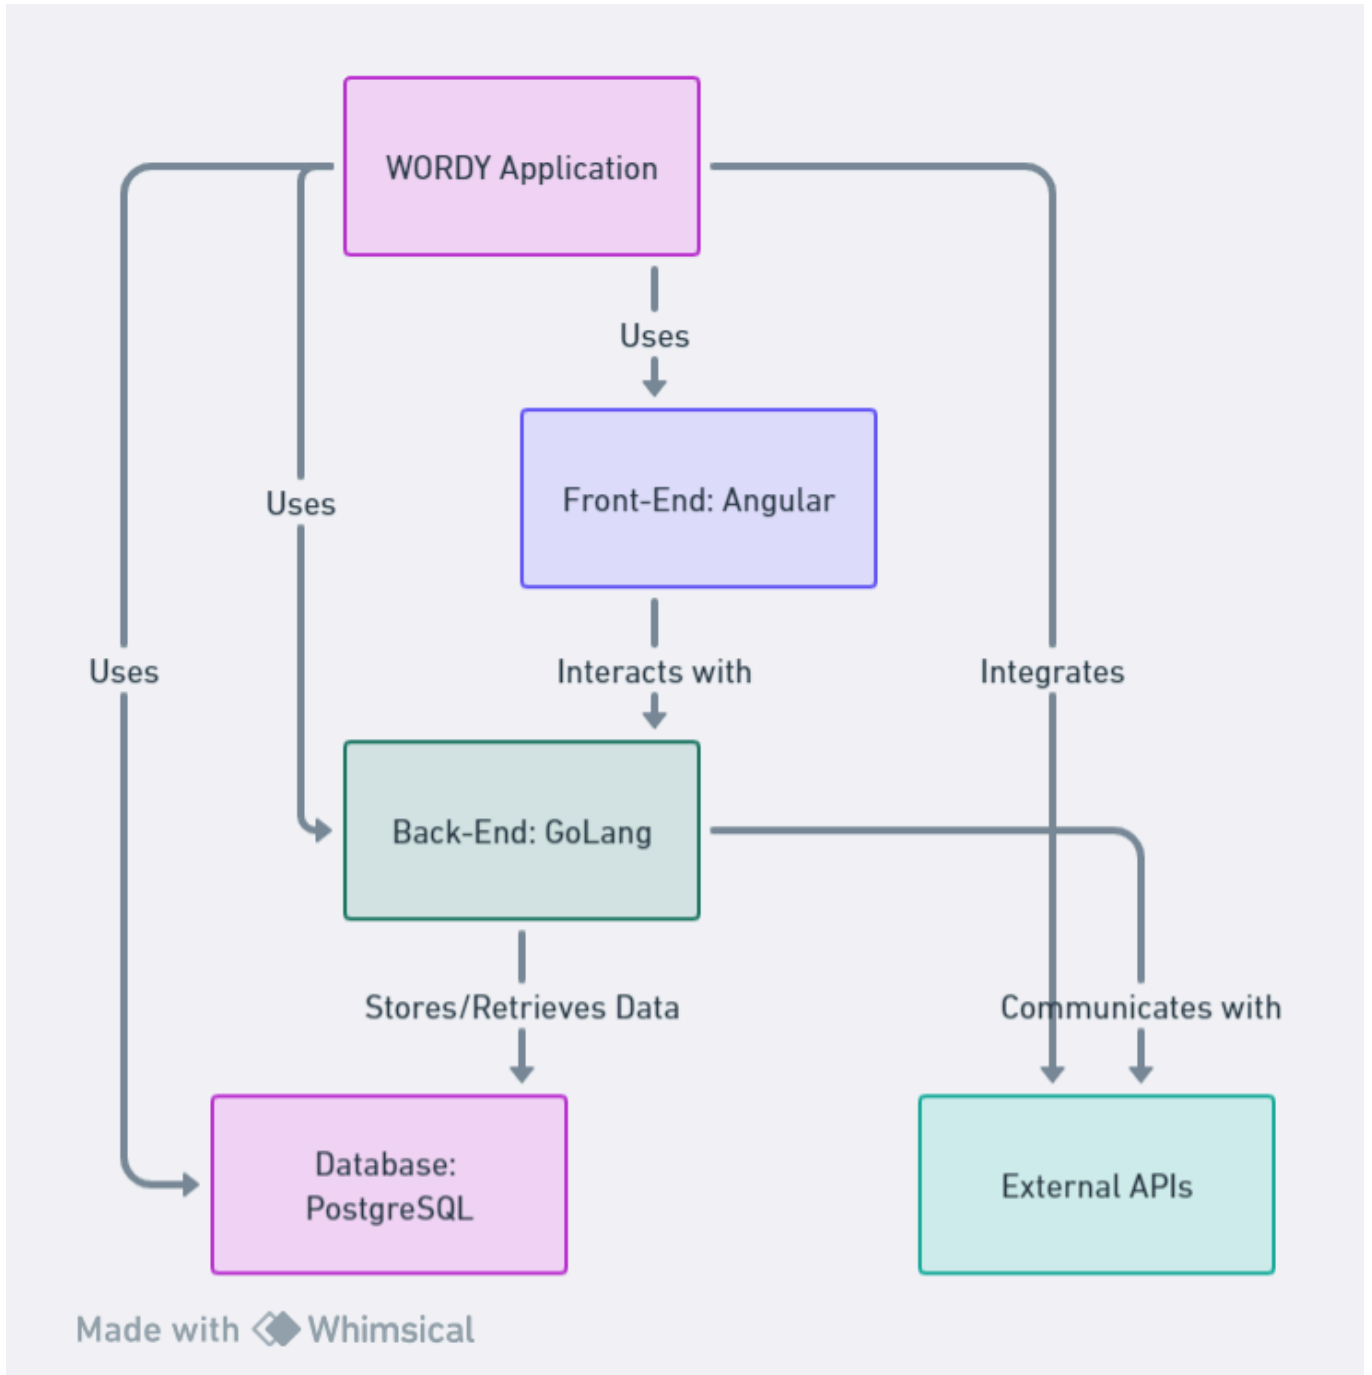 WORDY Application
Uses
Front-End: Angular
Uses
Interacts with
Uses
Integrates
Back-End: GoLang
Stores/Retrieves Data
Communicates with
Database:
PostgreSQL
External APIs
Made with Whimsical